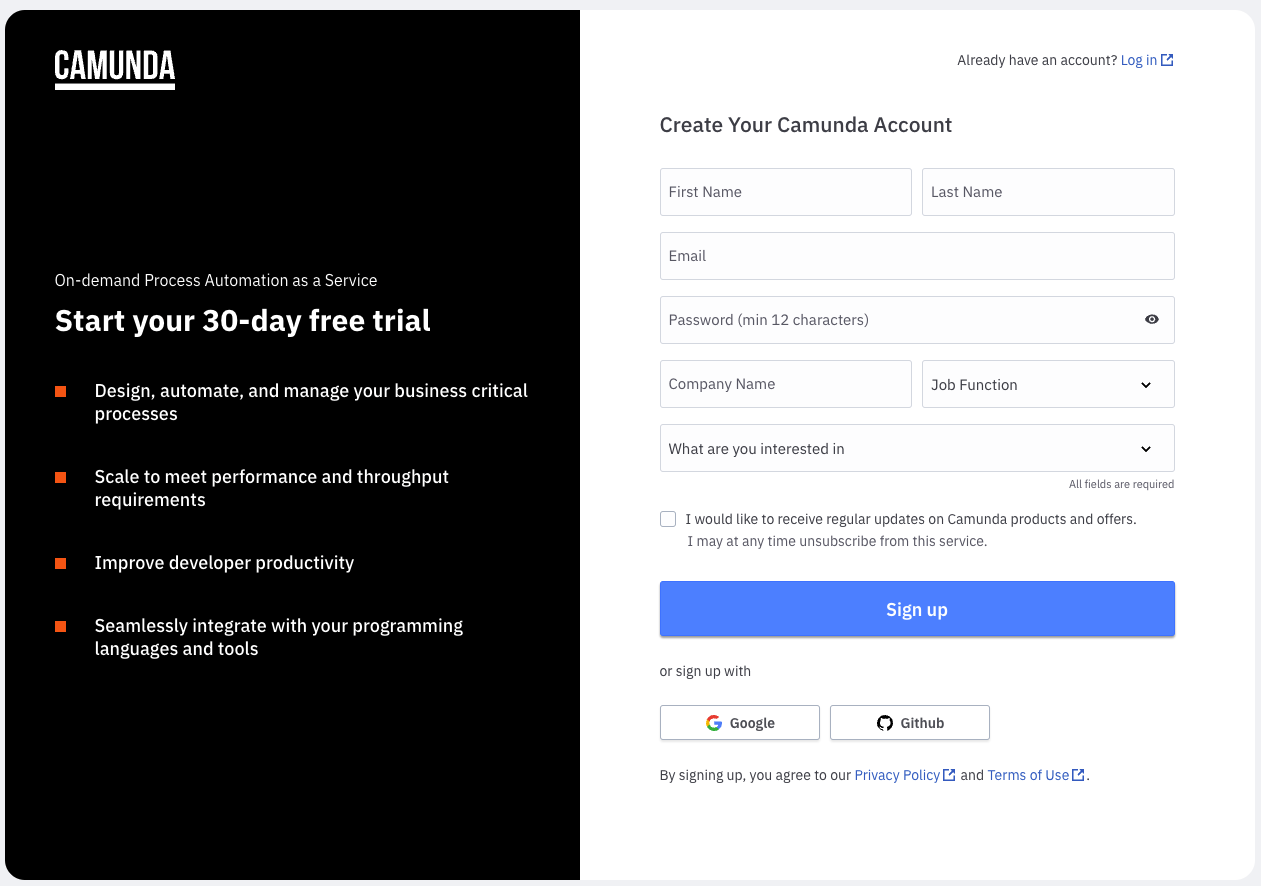 CAMUNDA
On-demand Process Automation as a Service
Start your 30-day free trial
Design, automate, and manage your business critical
processes
Scale to meet performance and throughput
requirements
Improve developer productivity
Seamlessly integrate with your programming
languages and tools
Already have an account? Log in
Create Your Camunda Account
First Name
Last Name
Email
Password (min 12 characters)
Company Name
Job Function
What are you interested in
All fields are required
I would like to receive regular updates on Camunda products and offers.
I may at any time unsubscribe from this service.
Sign up
or sign up with
Google
Github
By signing up, you agree to our Privacy Policy and Terms of Use.